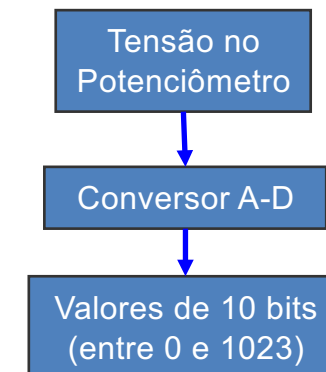 Tensão no
Potenciômetro
Conversor A-D
Valores de 10 bits
(entre 0 e 1023)